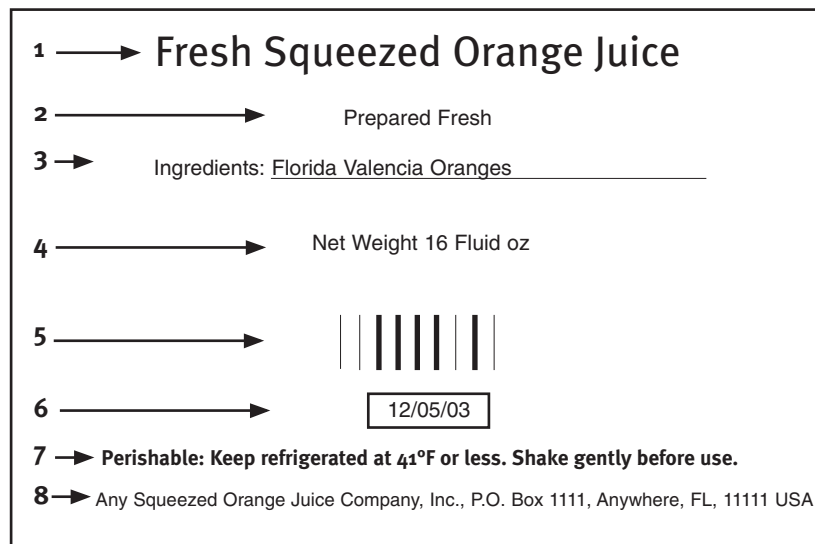 1 Fresh Squeezed Orange Juice
2 Prepared Fresh
3 Ingredients: Florida Valencia Oranges
4 Net Weight 16 Fluid oz
5
6 12/05/03
7 Perishable: Keep refrigerated at 41°F or less. Shake gently before use.
8 Any Squeezed Orange Juice Company, Inc., P.O. Box 1111, Anywhere, FL, 11111 USA